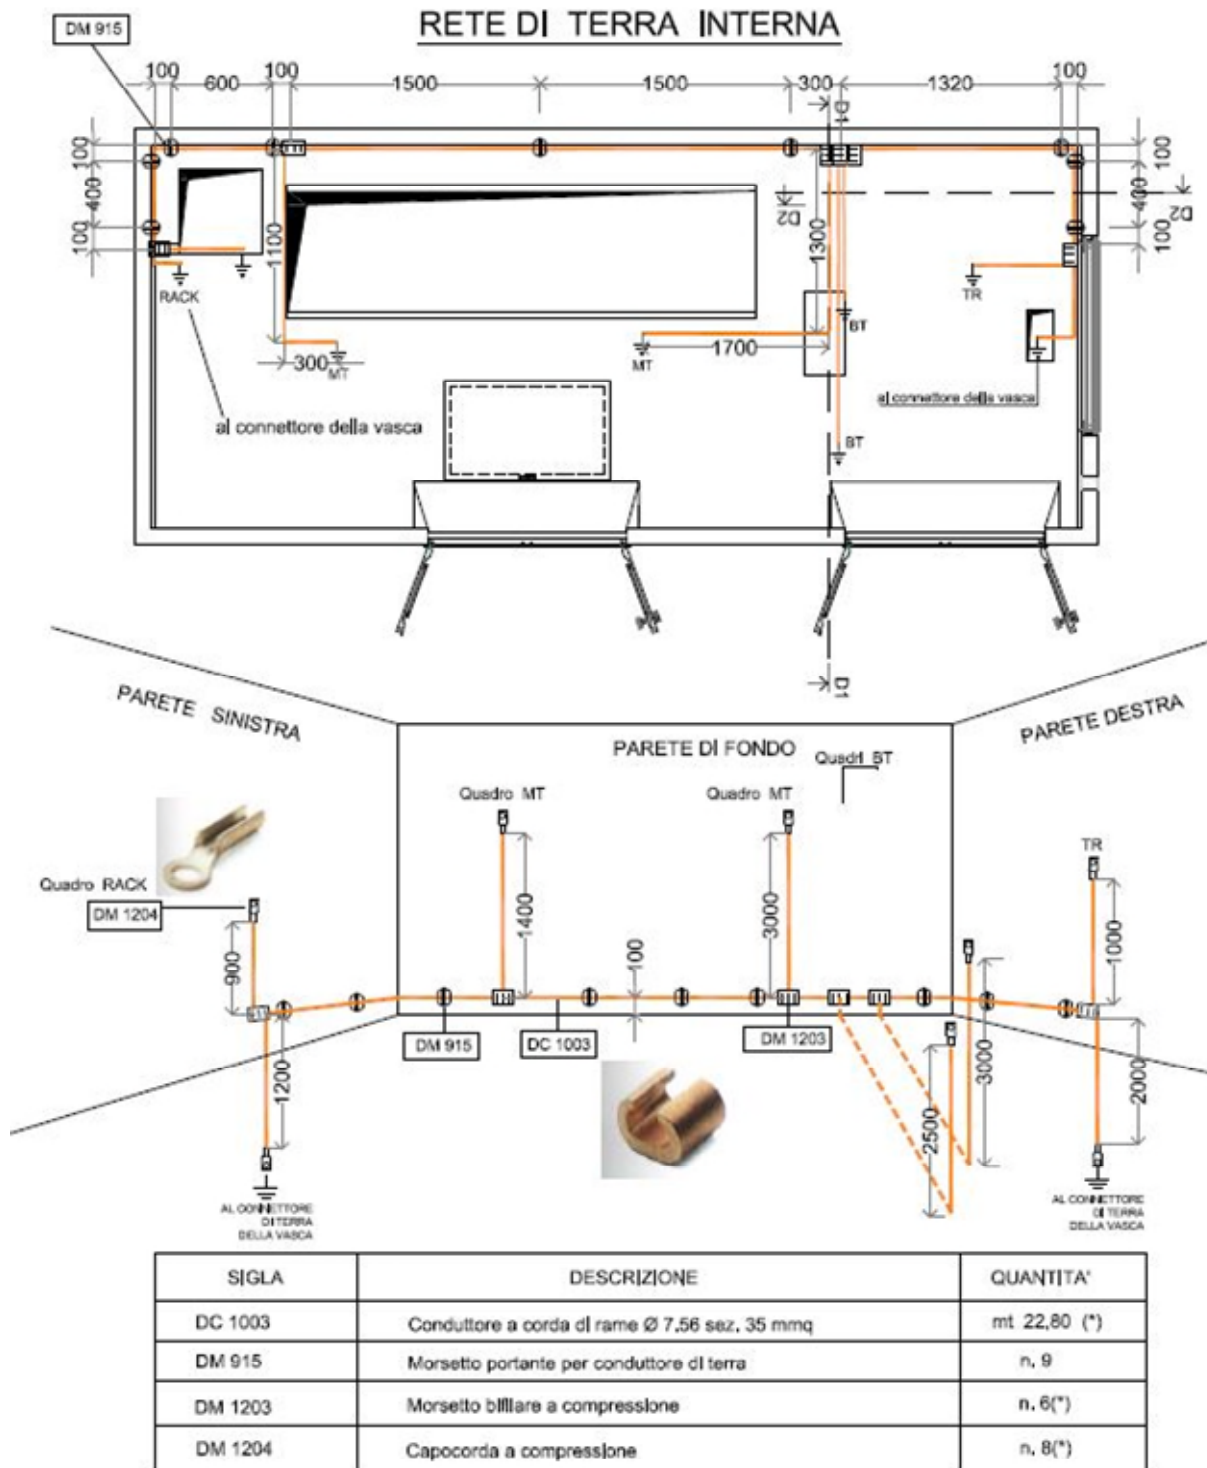 RETE DI TERRA INTERNA
DM 915
100
600
100
1500
1500
300
1320
100
D1
100
400
100
100
400
100
D2
D2
1100
1300
RACK
TR
BT
MT
300
MT
1700
al connettore della vasca
al connettore della vasca
BT
D1
PARETE SINISTRA
PARETE DI FONDO
PARETE DESTRA
Quadri BT
Quadro MT
Quadro MT
TR
Quadro RACK
DM 1204
900
1400
3000
100
1000
DM 915
DC 1003
DM 1203
1200
2500
3000
2000
AL CONNETTORE
DI TERRA
DELLA VASCA
AL CONNETTORE
DI TERRA
DELLA VASCA
SIGLA DESCRIZIONE QUANTITA'
DC 1003 Conduttore a corda di rame Ø 7,56 sez. 35 mmq mt 22,80 (*)
DM 915 Morsetto portante per conduttore di terra n. 9
DM 1203 Morsetto bifilare a compressione n. 6(*)
DM 1204 Capocorda a compressione n. 8(*)